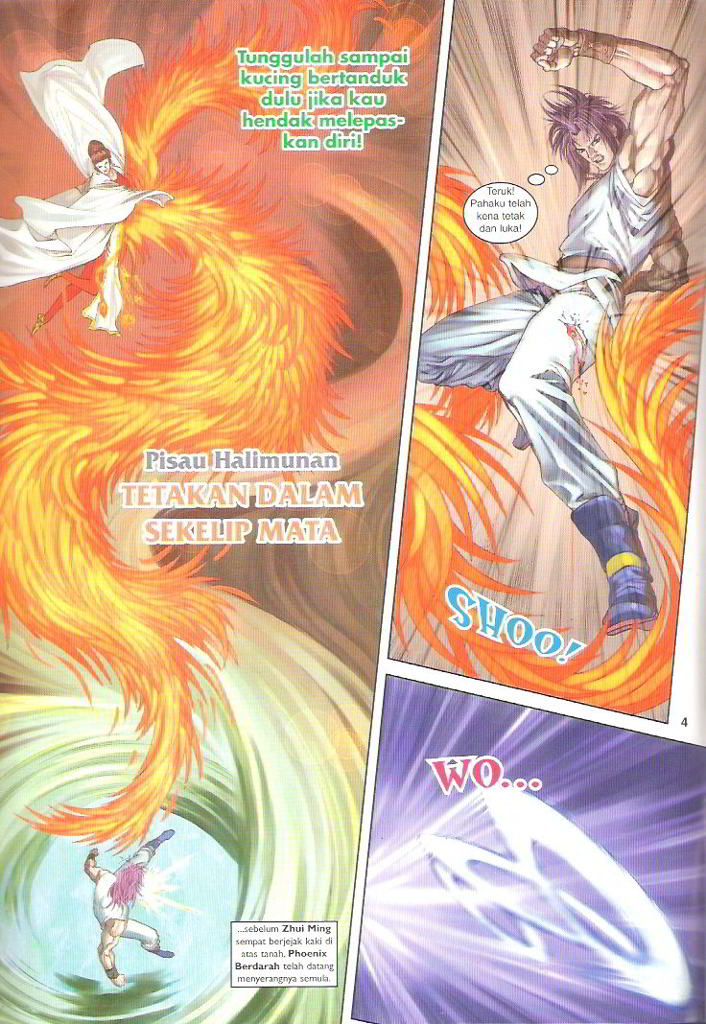 Tunggulah sampai
kucing bertanduk
dulu jika kau
hendak melepas-
kan diri!
Pisau Halimunan
TETAKAN DALAM
SEKELIP MATA
...sebelum Zhui Ming
sempat berjejak kaki di
atas tanah, Phoenix
Berdarah telah datang
menyerangnya semula.
Teruk!
Pahaku telah
kena tetak
dan luka!
SHOO!
4
WO...